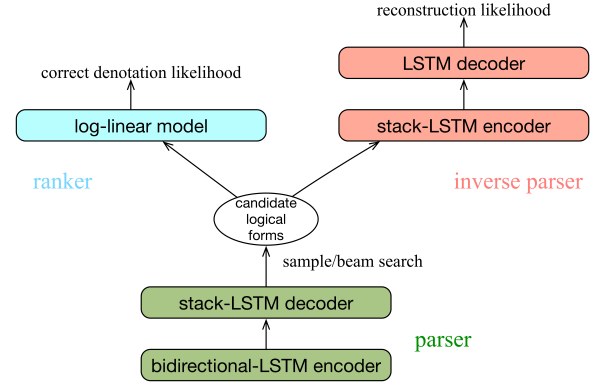 reconstruction likelihood
LSTM decoder
correct denotation likelihood
log-linear model
stack-LSTM encoder
ranker
inverse parser
candidate
logical
forms
sample/beam search
stack-LSTM decoder
parser
bidirectional-LSTM encoder